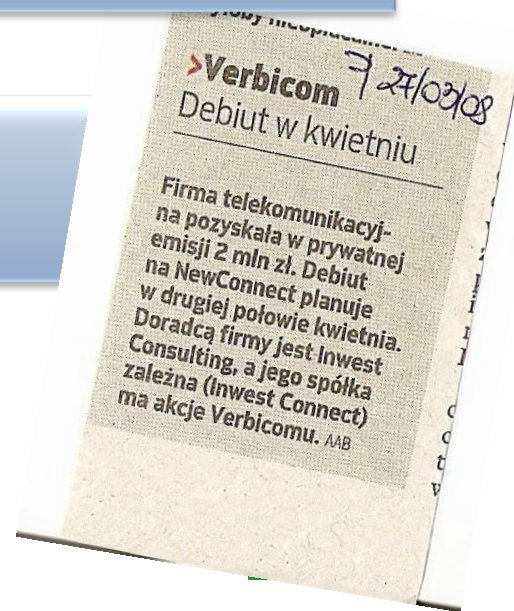 >Verbicom
27/03/08
Debiut w kwietniu
Firma telekomunikacyj-
na pozyskała w prywatnej
emisji 2 mln zł. Debiut
na NewConnect planuje
w drugiej połowie kwietnia.
Doradcą firmy jest Inwest
Consulting, a jego spółka
zależna (Inwest Connect)
ma akcje Verbicomu. AAB